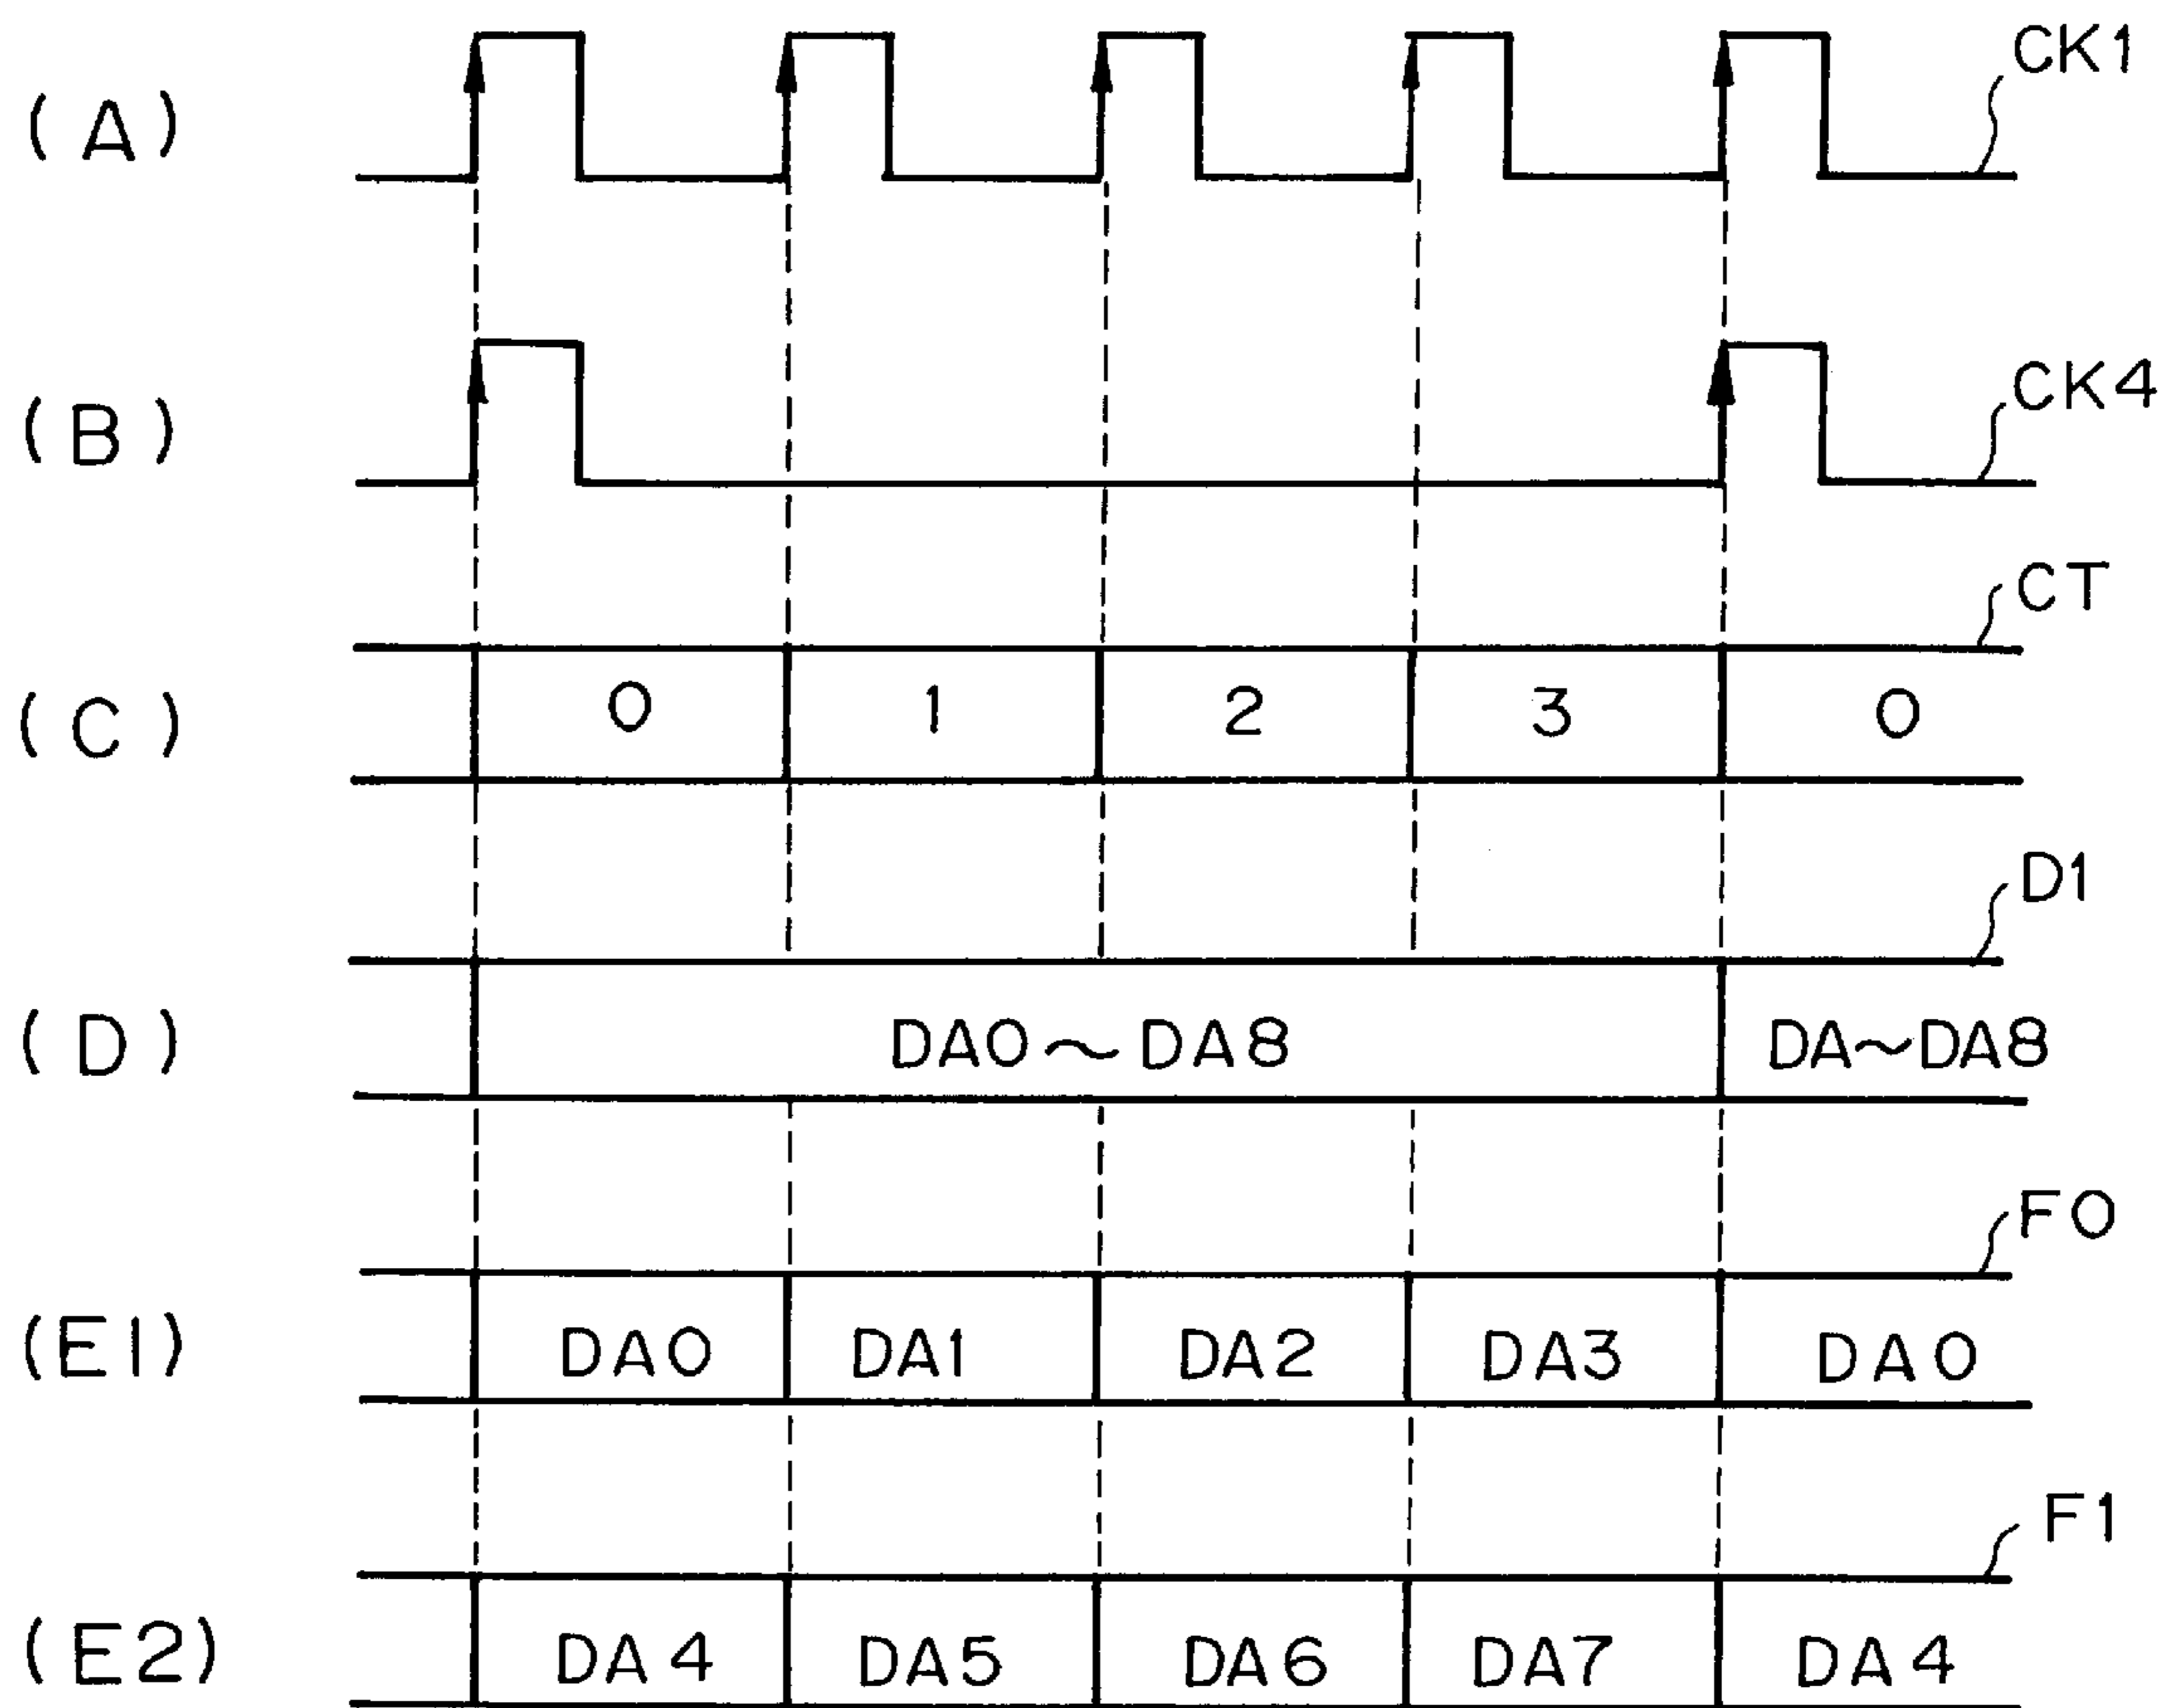 (A) CK1
(B) CK4
CT
(C) 0 1 2 3 0
D1
(D) DA0~DA8 DA~DA8
F0
(E1) DA0 DA1 DA2 DA3 DA0
F1
(E2) DA4 DA5 DA6 DA7 DA4